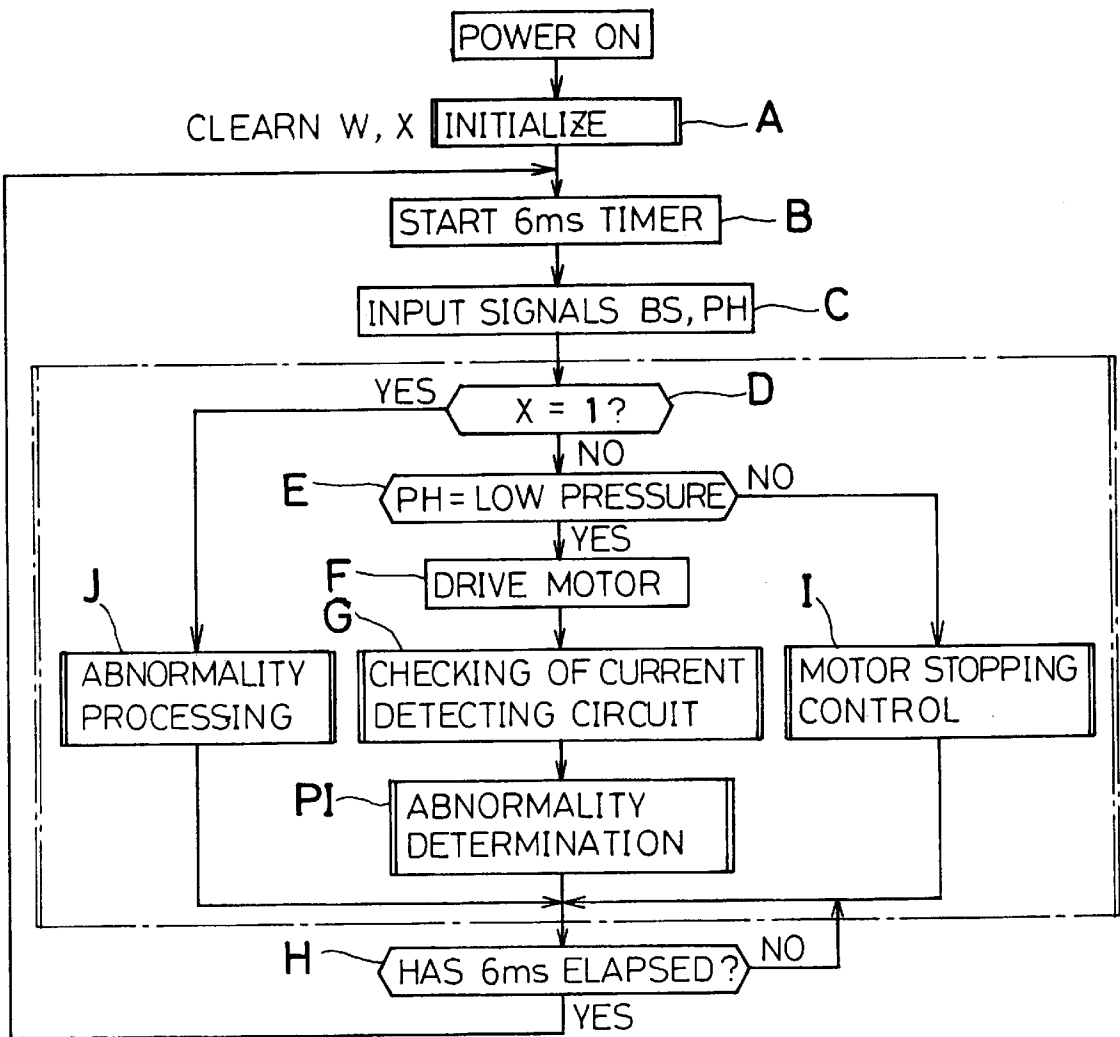 POWER ON
CLEARN W, X
INITIALIZE
A
START 6ms TIMER
B
INPUT SIGNALS BS, PH
C
YES
X = 1?
D
NO
E
PH = LOW PRESSURE
NO
YES
F
DRIVE MOTOR
J
G
I
ABNORMALITY
PROCESSING
CHECKING OF CURRENT
DETECTING CIRCUIT
MOTOR STOPPING
CONTROL
PI
ABNORMALITY
DETERMINATION
H
HAS 6ms ELAPSED?
NO
YES